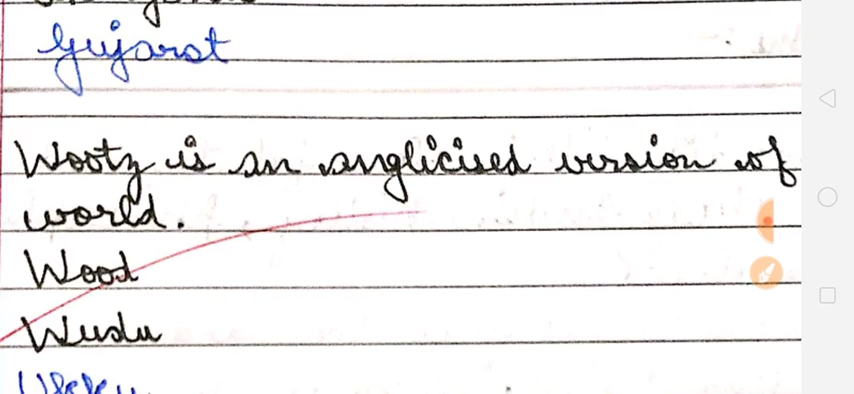 Gujarat
Wootz is an anglicised version of
world.
Wood
Wudu